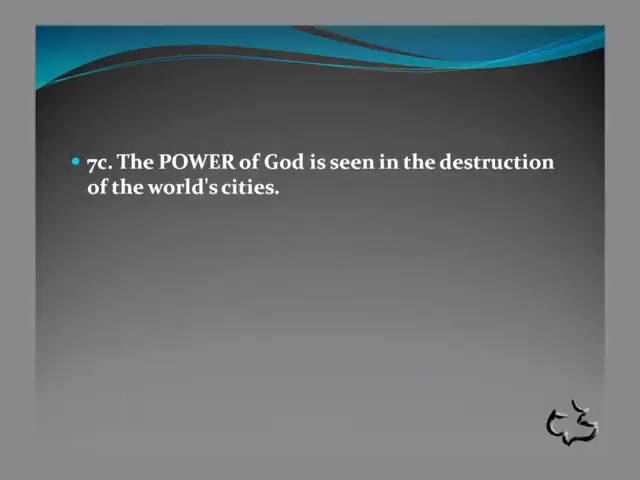 7c. The POWER of God is seen in the destruction
of the world's cities.